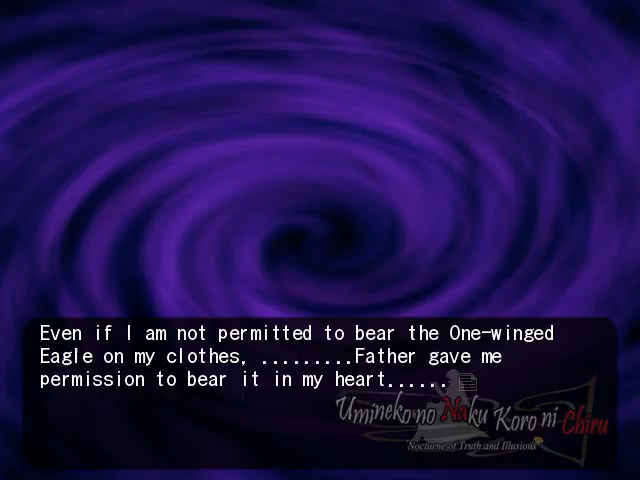 Even if I am not permitted to bear the One-winged
Eagle on my clothes, .........Father gave me
permission to bear it in my heart......
Umineko no Naku Koro ni Chiru
Nocturne of Truth and Illusions